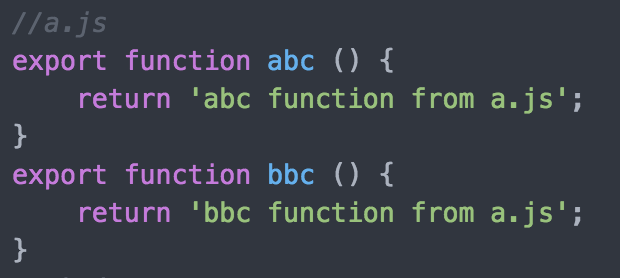 //a.js
export function abc () {
    return 'abc function from a.js';
}
export function bbc () {
    return 'bbc function from a.js';
}